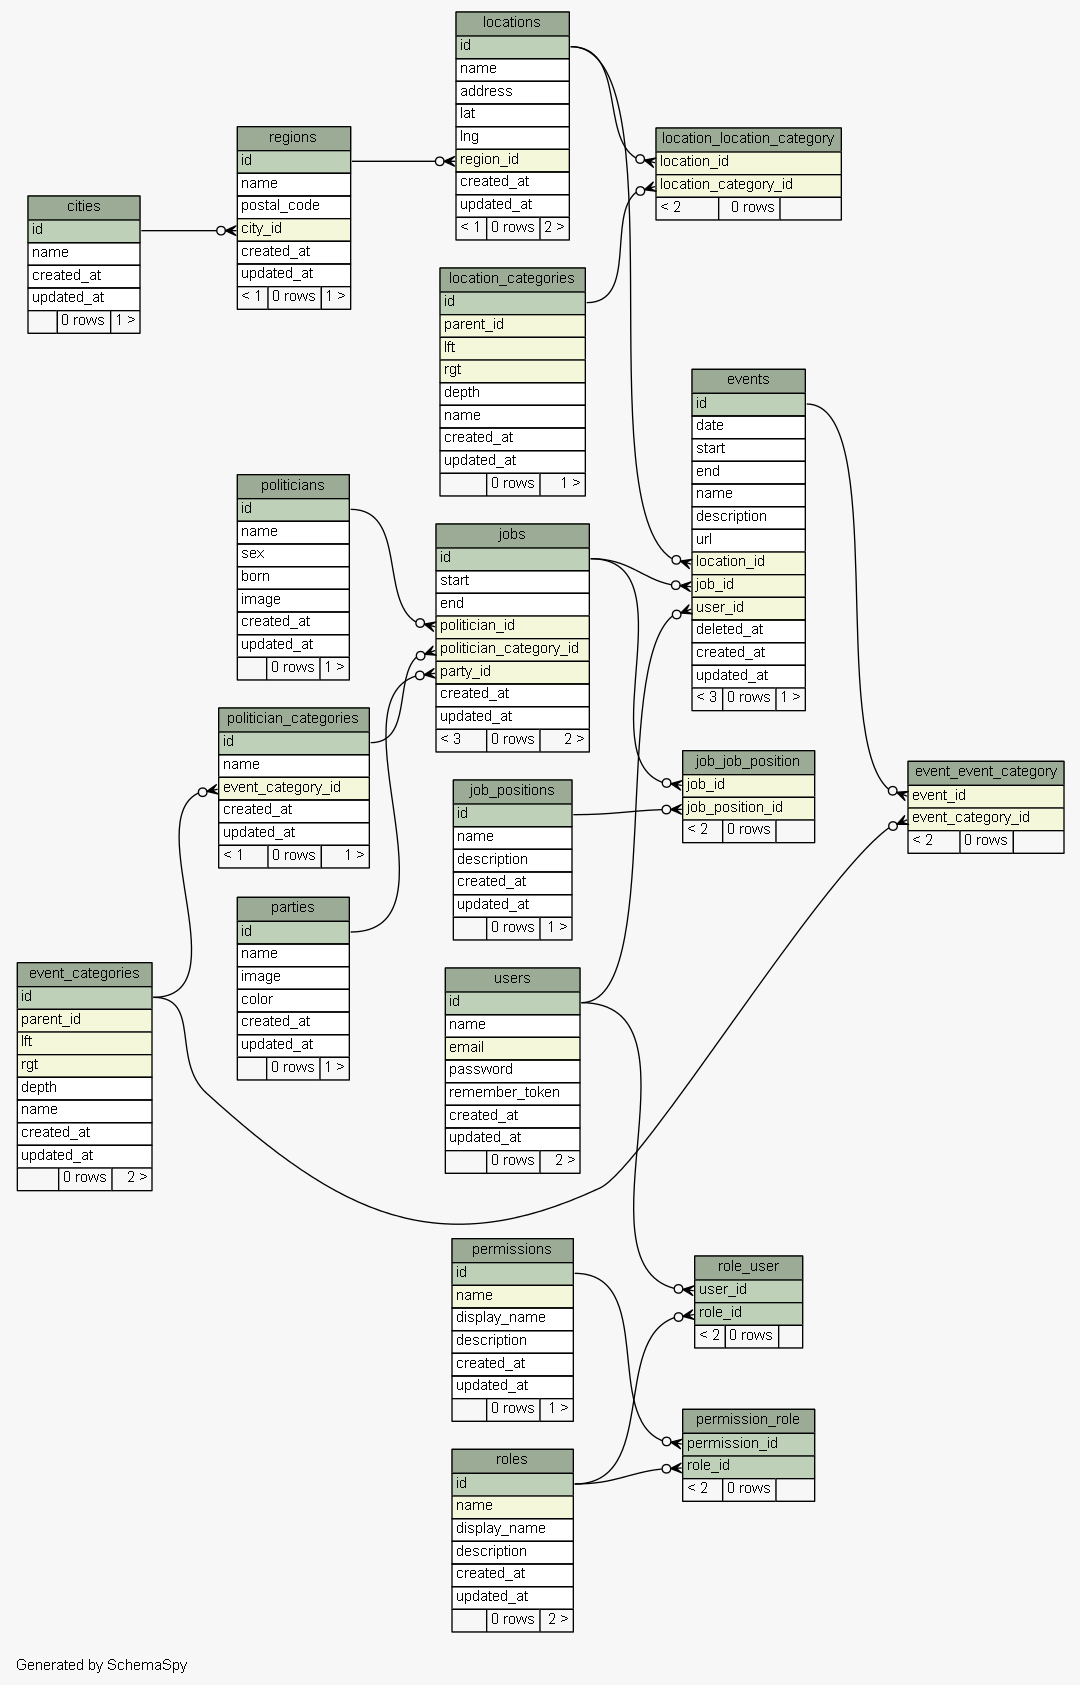 locations
id
name
address
lat
lng
region_id
created_at
updated_at
< 1 0 rows 2 >
regions
id
name
postal_code
city_id
created_at
updated_at
< 1 0 rows 1 >
location_location_category
location_id
location_category_id
< 2 0 rows
cities
id
name
created_at
updated_at
0 rows 1 >
location_categories
id
parent_id
lft
rgt
depth
name
created_at
updated_at
0 rows 1 >
events
id
date
start
end
name
description
url
location_id
job_id
user_id
deleted_at
created_at
updated_at
< 3 0 rows 1 >
politicians
id
name
sex
born
image
created_at
updated_at
0 rows 1 >
jobs
id
start
end
politician_id
politician_category_id
party_id
created_at
updated_at
< 3 0 rows 2 >
politician_categories
id
name
event_category_id
created_at
updated_at
< 1 0 rows 1 >
job_job_position
job_id
job_position_id
< 2 0 rows
event_event_category
event_id
event_category_id
< 2 0 rows
job_positions
id
name
description
created_at
updated_at
0 rows 1 >
parties
id
name
image
color
created_at
updated_at
0 rows 1 >
event_categories
id
parent_id
lft
rgt
depth
name
created_at
updated_at
0 rows 2 >
users
id
name
email
password
remember_token
created_at
updated_at
0 rows 2 >
permissions
id
name
display_name
description
created_at
updated_at
0 rows 1 >
role_user
user_id
role_id
< 2 0 rows
permission_role
permission_id
role_id
< 2 0 rows
roles
id
name
display_name
description
created_at
updated_at
0 rows 2 >
Generated by SchemaSpy